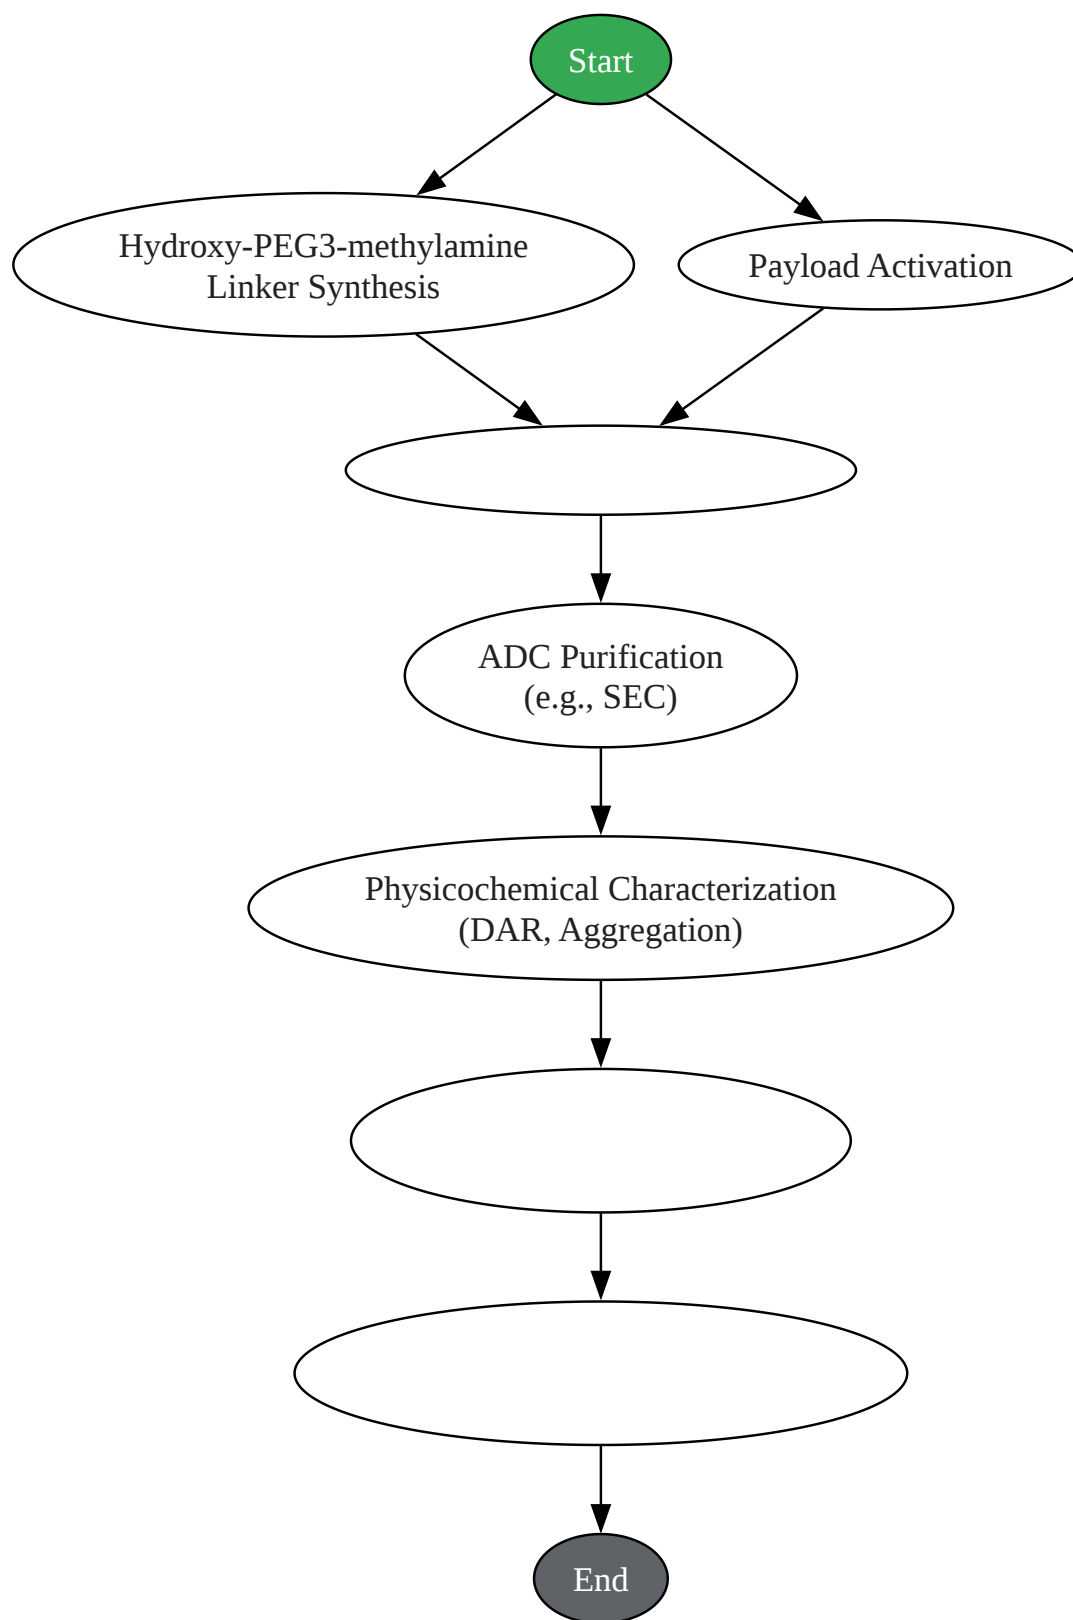 Start
Hydroxy-PEG3-methylamine
Linker Synthesis
Payload Activation
ADC Purification
(e.g., SEC)
Physicochemical Characterization
(DAR, Aggregation)
End